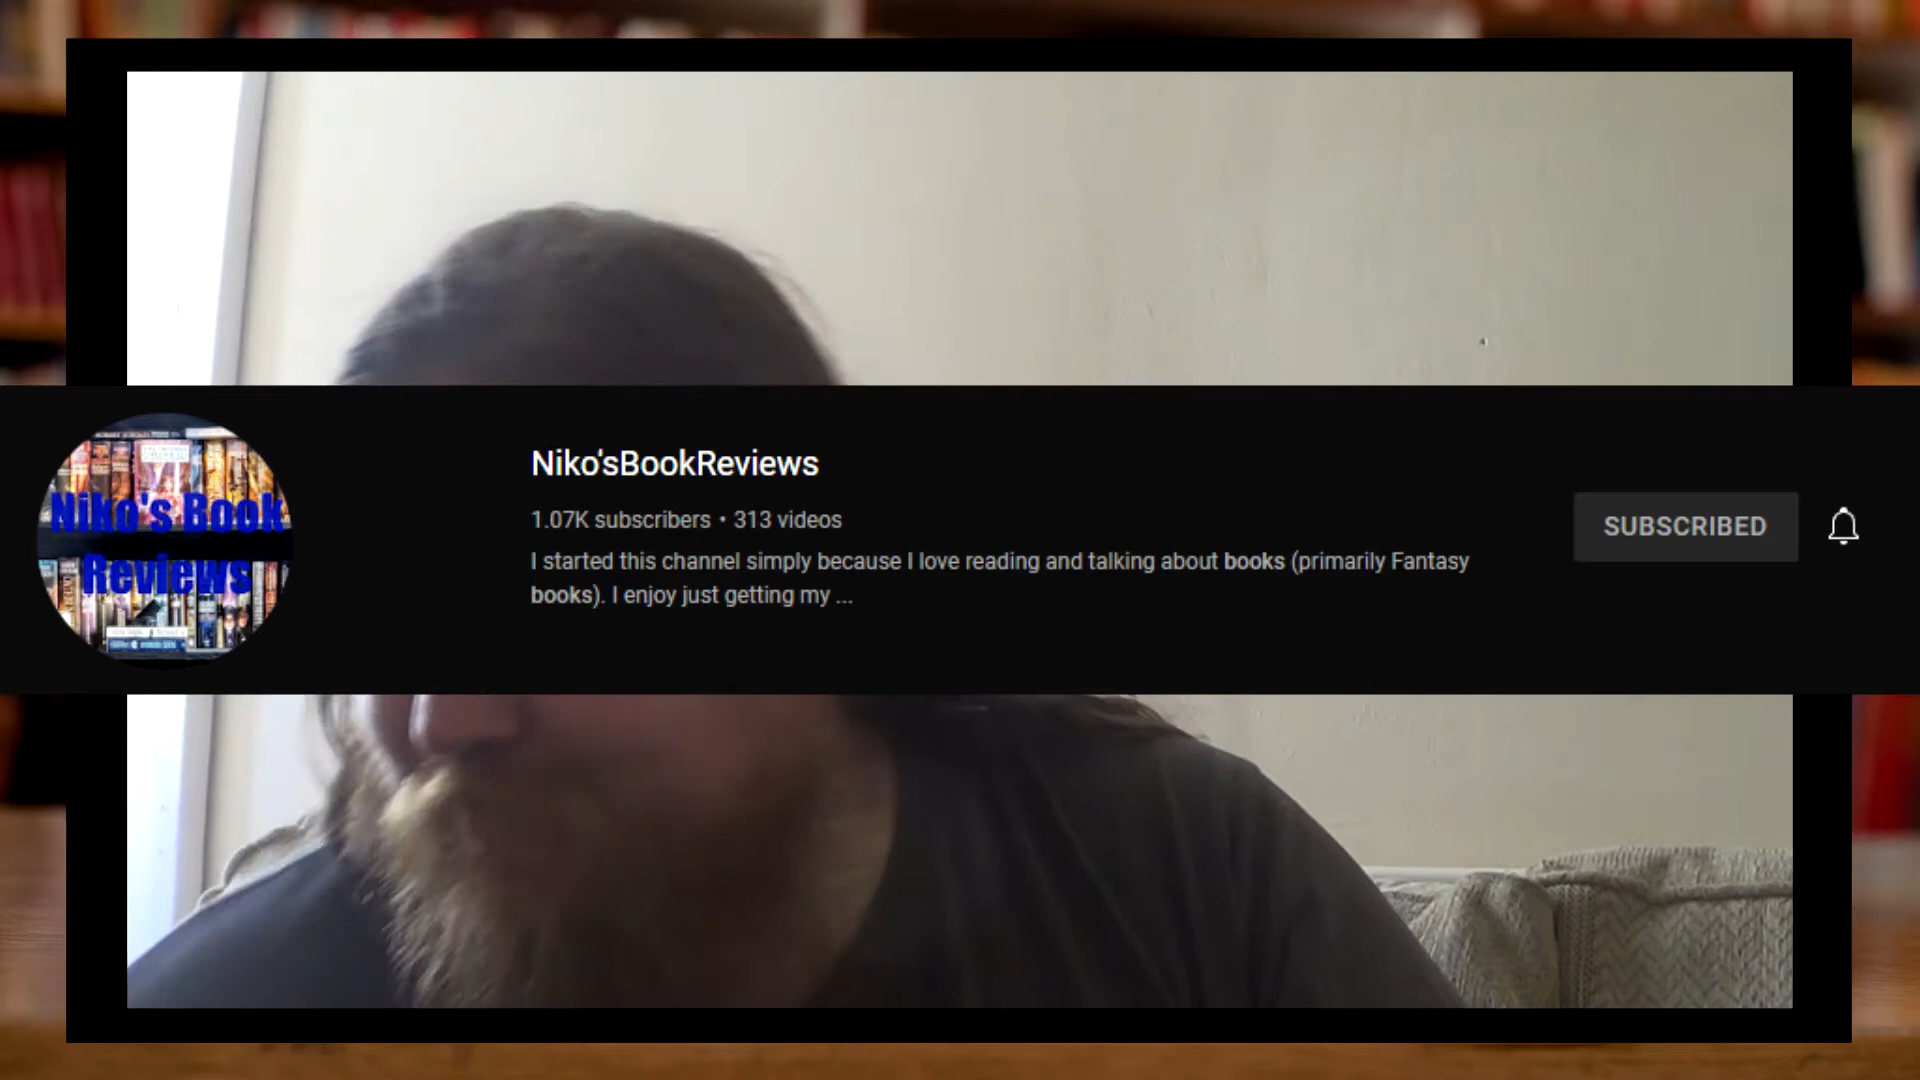 Niko's Book
Reviews
Niko'sBookReviews
1.07K subscribers • 313 videos
I started this channel simply because I love reading and talking about books (primarily Fantasy
books). I enjoy just getting my ...
SUBSCRIBED